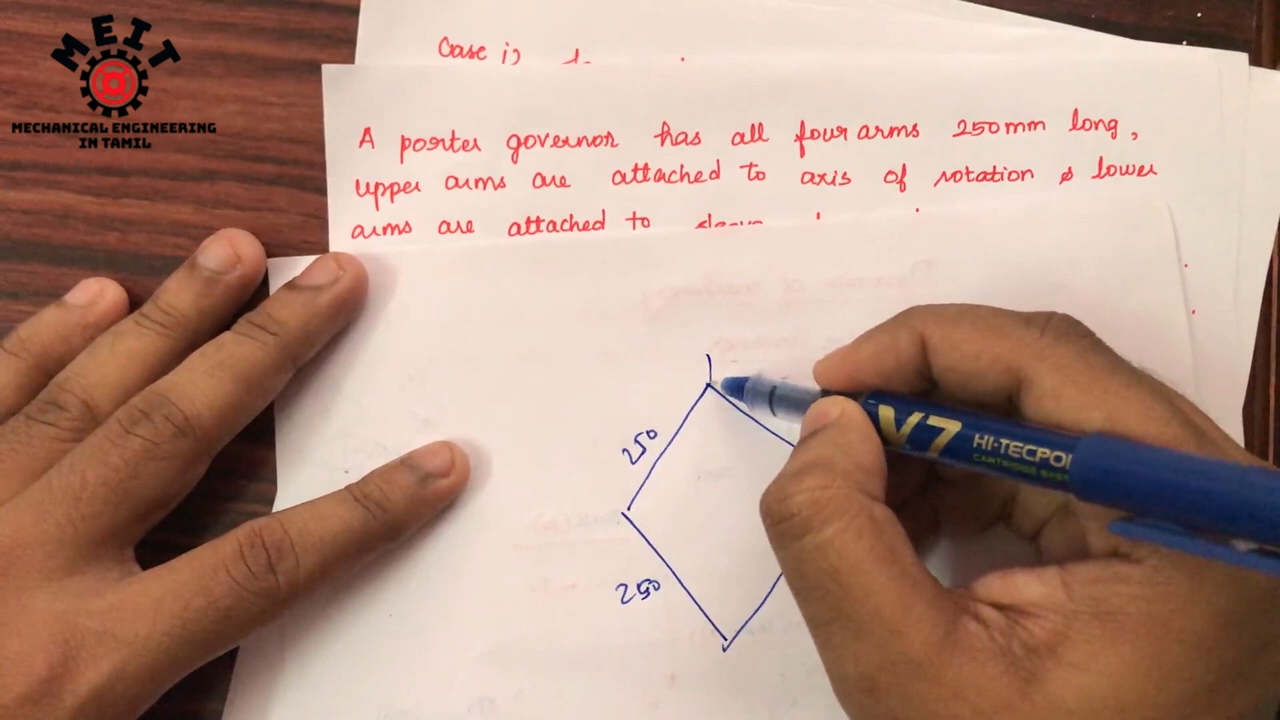 MEIT
MECHANICAL ENGINEERING
IN TAMIL
Case i)
A porter governor has all four arms 250mm long,
upper arms are attached to axis of rotation & lower
arms are attached to sleeve
250
250
V7
HI-TECPOI